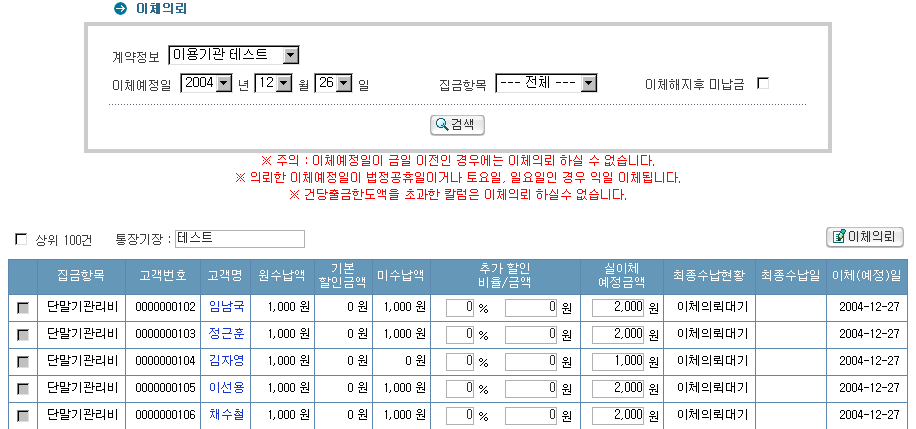 이체의뢰
계약정보 이용기관 테스트
이체예정일 2004 년 12 월 26 일 집금항목 --- 전체 --- 이체해지후 미납금
검색
※ 주의 : 이체예정일이 금일 이전인 경우에는 이체의뢰 하실 수 없습니다.
※ 의뢰한 이체예정일이 법정공휴일이거나 토요일, 일요일인 경우 익일 이체됩니다.
※ 건당출금한도액을 초과한 칼럼은 이체의뢰 하실수 없습니다.
상위 100건 통장기장 : 테스트 이체의뢰
집금항목 고객번호 고객명 원수납액 기본 할인금액 미수납액 추가 할인 비율/금액 실이체 예정금액 최종수납현황 최종수납일 이체(예정)일
단말기관리비 0000000102 임남국 1,000 원 0 원 1,000 원 0 % 0 원 2,000 원 이체의뢰대기 2004-12-27
단말기관리비 0000000103 정근훈 1,000 원 0 원 1,000 원 0 % 0 원 2,000 원 이체의뢰대기 2004-12-27
단말기관리비 0000000104 김자영 1,000 원 0 원 0 원 0 % 0 원 1,000 원 이체의뢰대기 2004-12-27
단말기관리비 0000000105 이선용 1,000 원 0 원 1,000 원 0 % 0 원 2,000 원 이체의뢰대기 2004-12-27
단말기관리비 0000000106 채수철 1,000 원 0 원 1,000 원 0 % 0 원 2,000 원 이체의뢰대기 2004-12-27